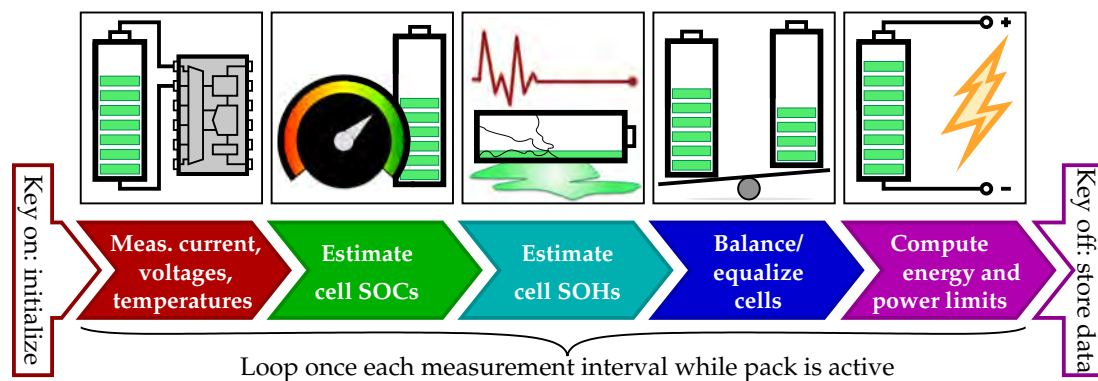 +
−
Key on: initialize
Meas. current,
voltages,
temperatures
Estimate
cell SOCs
Estimate
cell SOHs
Balance/
equalize
cells
Compute
energy and
power limits
Key off: store data
Loop once each measurement interval while pack is active